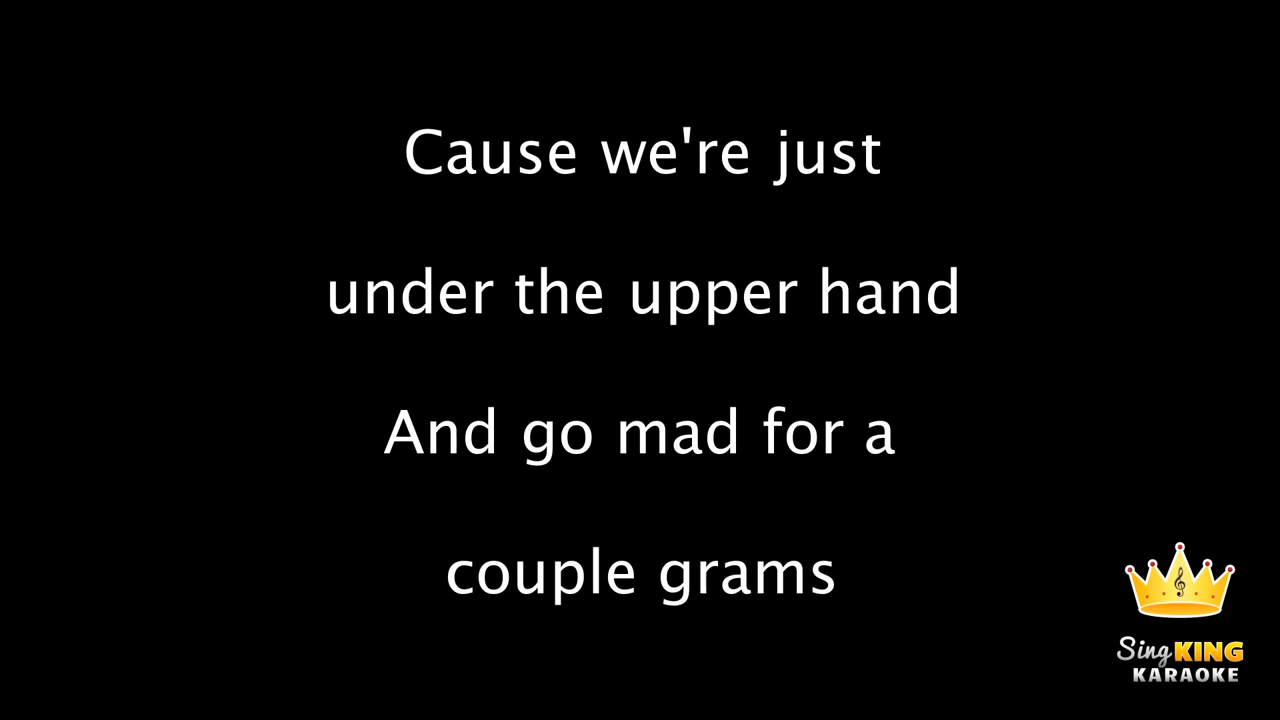 Cause we're just
under the upper hand
And go mad for a
couple grams
Sing KING
KARAOKE